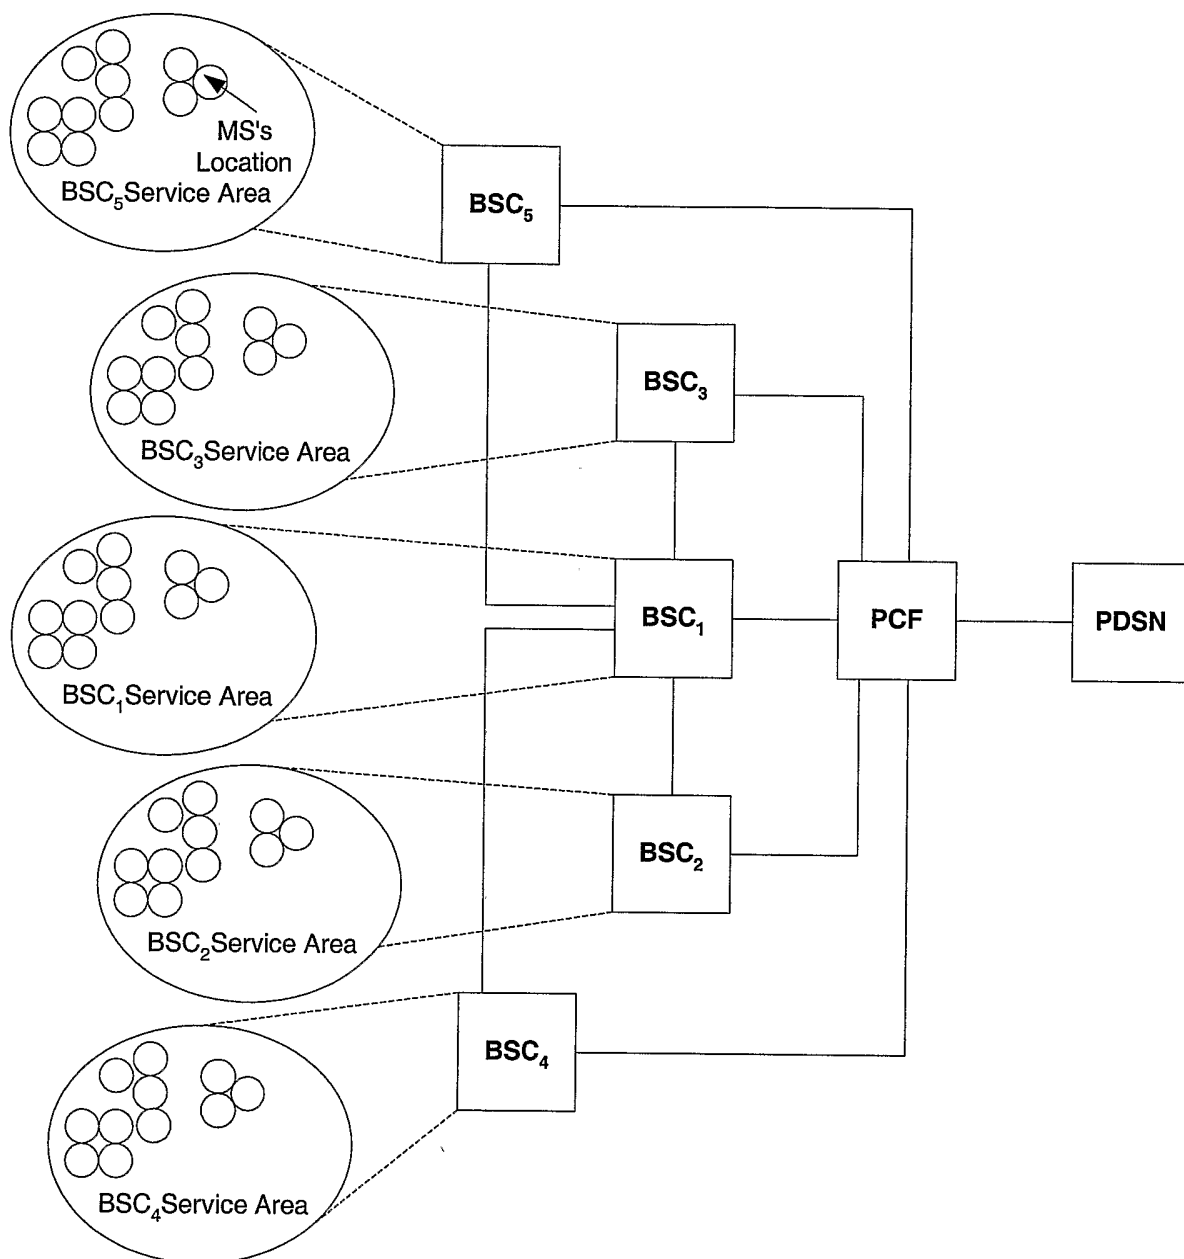 MS's
Location
BSC5Service Area
BSC5
BSC3
BSC3Service Area
BSC1
PCF
PDSN
BSC1Service Area
BSC2
BSC2Service Area
BSC4
BSC4Service Area